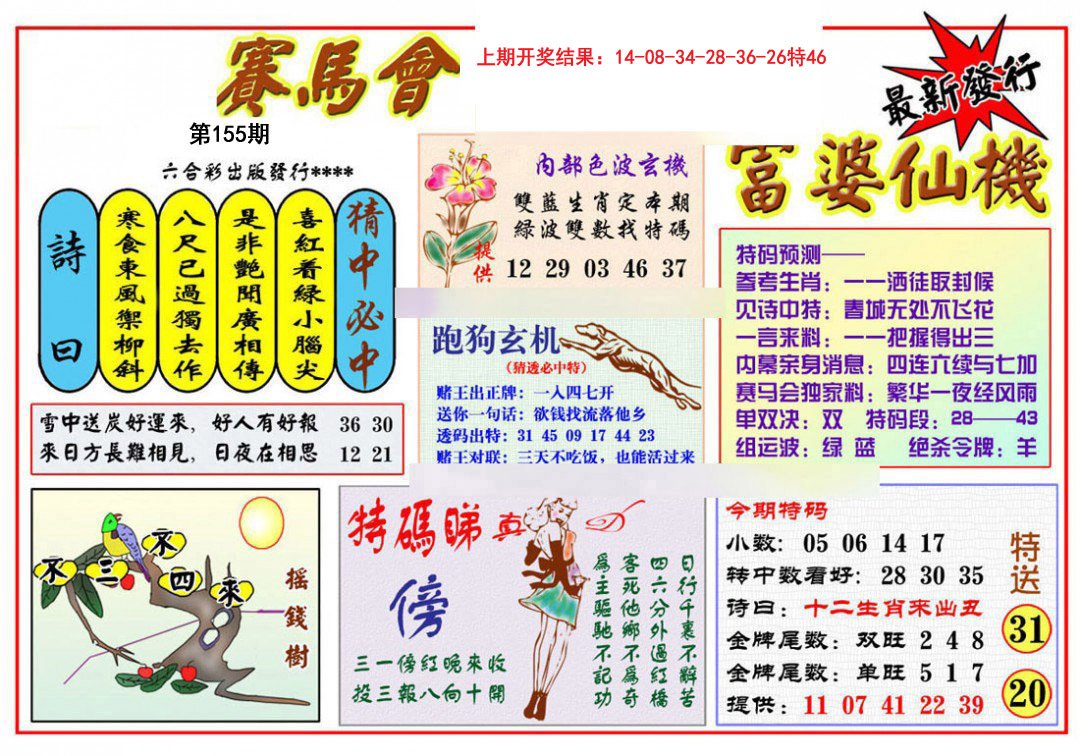 上期开奖结果：14-08-34-28-36-26特46
賽馬會
第155期
六合彩出版發行****
最新發行
富婆仙機
詩曰
寒食東風禦柳斜
八尺已過獨去作
是非艷聞廣相傳
喜紅着綠小腦尖
猜中必中
雪中送炭好運來，好人有好報 36 30
來日方長難相見，日夜在相思 12 21
內部色波玄機
雙藍生肖定本期
綠波雙數找特碼
提供
12 29 03 46 37
跑狗玄机
（猜透必中特）
赌王出正牌：一入四七开
送你一句话：欲钱找流落他乡
透码出特：31 45 09 17 44 23
赌王对联：三天不吃饭，也能活过来
特码预测——
参考生肖：一一洒徒取封候
见诗中特：春城无处不飞花
一言来料：一一把握得出三
内幕亲身消息：四连六续与七加
赛马会独家料：繁华一夜经风雨
单双决：双 特码段：28——43
组运波：绿 蓝 绝杀令牌：羊
不三不四來
搖錢樹
特碼睇真D
傍
三一傍紅晚來收
投三報八向十開
日行千裏不辭苦
四六分外過紅橋
客死他鄉不爲奇
爲主驅馳不記功
今期特码
小数：05 06 14 17
转中数看好：28 30 35
诗曰：十二生肖来出丑
金牌尾数：双旺 2 4 8
金牌尾数：单旺 5 1 7
提供：11 07 41 22 39
特送
31
20